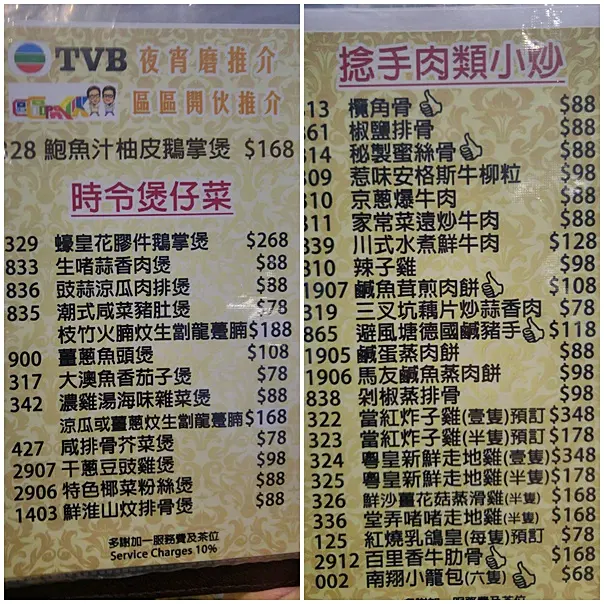 TVB 夜宵磨推介
區區開伙推介
328 鮑魚汁柚皮鵝掌煲 $168
時令煲仔菜
329 蠔皇花膠件鵝掌煲 $268
833 生啫蒜香肉煲 $88
836 豉蒜涼瓜肉排煲 $88
835 潮式咸菜豬肚煲 $78
枝竹火腩炆生劏龍躉腩 $188
900 薑蔥魚頭煲 $108
317 大澳魚香茄子煲 $78
342 濃雞湯海味雜菜煲 $88
涼瓜或薑蔥炆生劏龍躉腩 $168
427 咸排骨芥菜煲 $78
2907 干蔥豆豉雞煲 $98
2906 特色椰菜粉絲煲 $88
1403 鮮淮山炆排骨煲 $88
多謝加一服務費及茶位
Service Charges 10%
捻手肉類小炒
313 欖角骨 $88
861 椒鹽排骨 $88
814 秘製蜜絲骨 $88
809 惹味安格斯牛柳粒 $98
310 京蔥爆牛肉 $88
311 家常菜遠炒牛肉 $88
839 川式水煮鮮牛肉 $128
810 辣子雞 $98
1907 鹹魚茸煎肉餅 $108
319 三叉坑藕片炒蒜香肉 $78
865 避風塘德國鹹豬手 $118
1905 鹹蛋蒸肉餅 $88
1906 馬友鹹魚蒸肉餅 $98
838 剁椒蒸排骨 $98
322 當紅炸子雞(壹隻)預訂 $348
323 當紅炸子雞(半隻)預訂 $178
324 粵皇新鮮走地雞(壹隻) $348
325 粵皇新鮮走地雞(半隻) $178
326 鮮沙薑花菇蒸滑雞(半隻) $168
336 堂弄啫啫走地雞(半隻) $168
125 紅燒乳鴿皇(每隻)預訂 $78
2912 百里香牛肋骨 $168
002 南翔小籠包(六隻) $68
多謝加一服務費及茶位